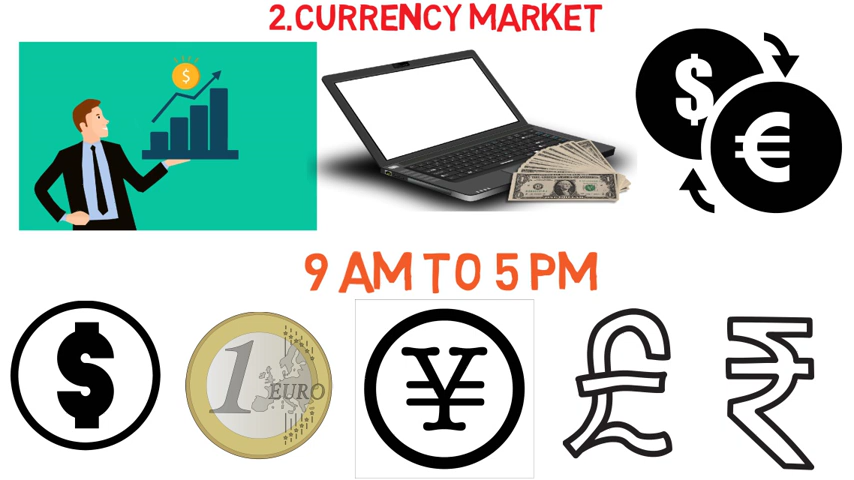 2.CURRENCY MARKET
$
$
€
9 AM TO 5 PM
$
1 EURO
¥
£
₹